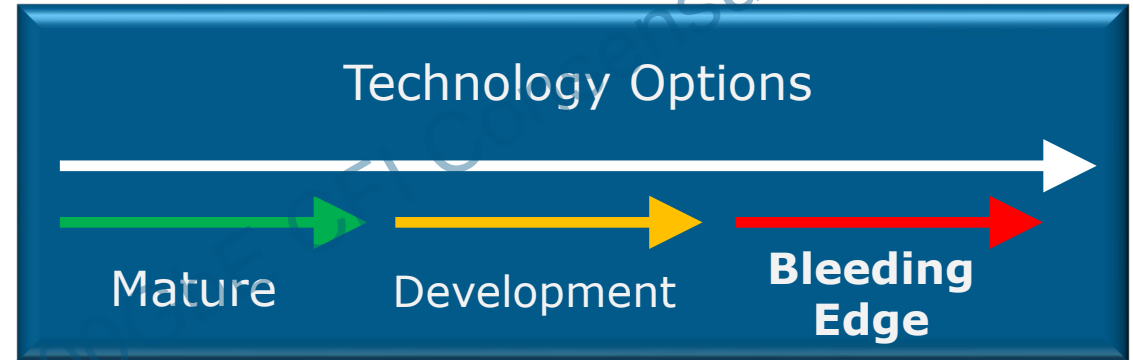 Technology Options
Mature
Development
Bleeding
Edge